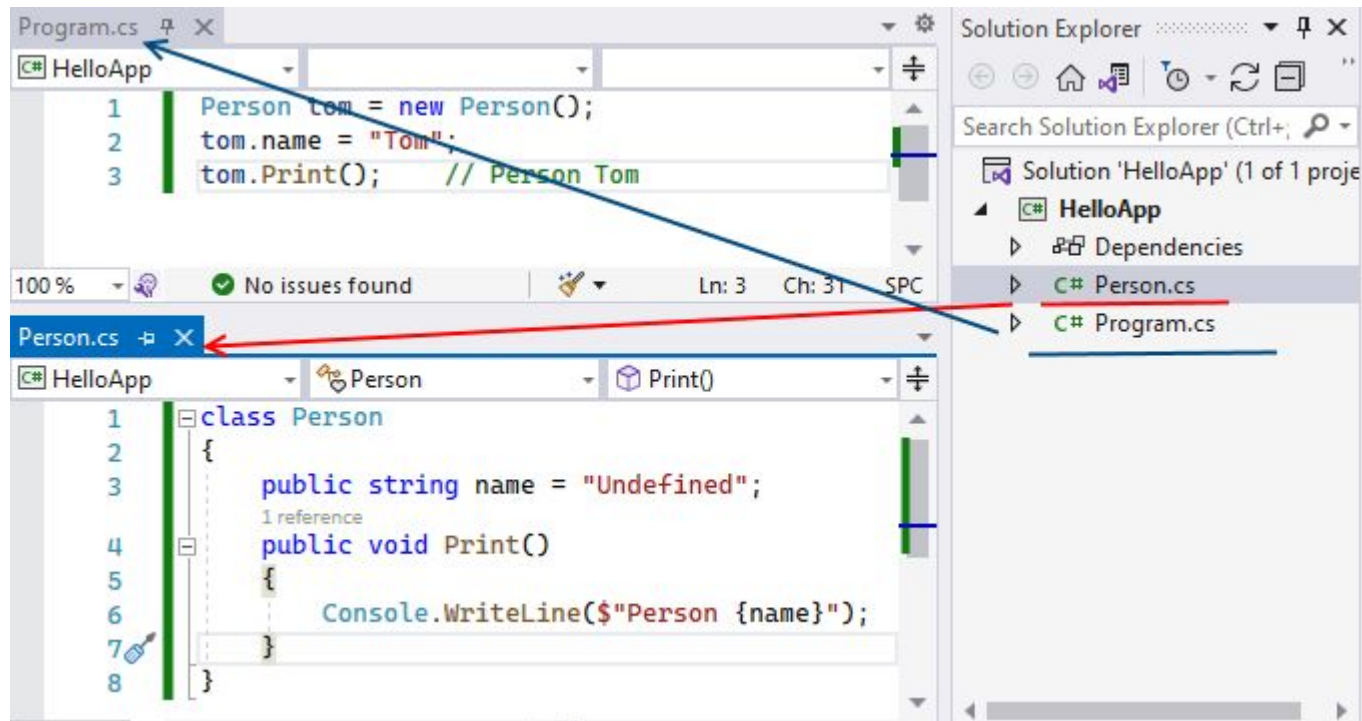 Program.cs
HelloApp
1 Person tom = new Person();
2 tom.name = "Tom";
3 tom.Print(); // Person Tom
100 % No issues found Ln: 3 Ch: 31 SPC
Person.cs
HelloApp Person Print()
1 class Person
2 {
3 public string name = "Undefined";
1 reference
4 public void Print()
5 {
6 Console.WriteLine($"Person {name}");
7 }
8 }
Solution Explorer
Search Solution Explorer (Ctrl+;
Solution 'HelloApp' (1 of 1 proje
C# HelloApp
Dependencies
C# Person.cs
C# Program.cs